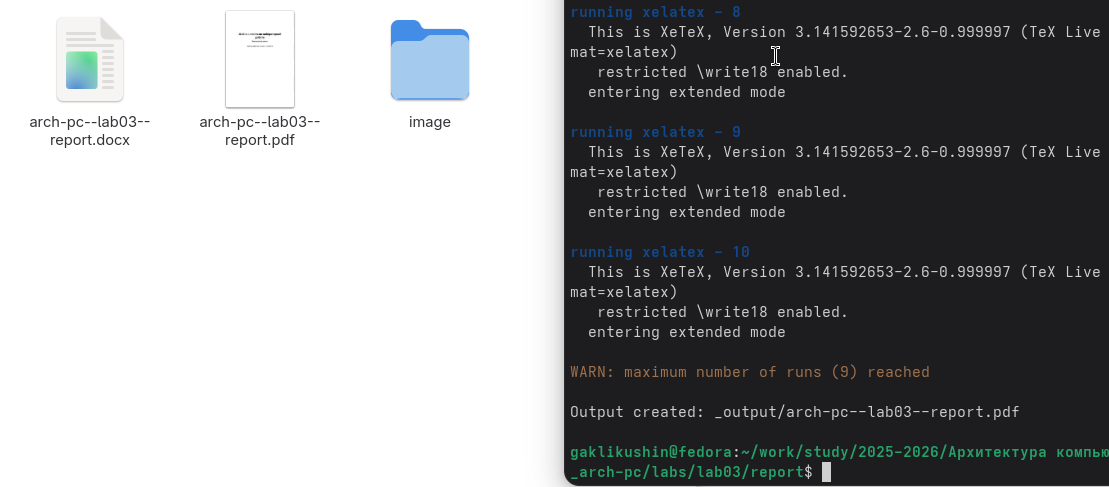 arch-pc--lab03--
report.docx
arch-pc--lab03--
report.pdf
image
running xelatex - 8
This is XeTeX, Version 3.141592653-2.6-0.999997 (TeX Live
mat=xelatex)
restricted \write18 enabled.
entering extended mode
running xelatex - 9
This is XeTeX, Version 3.141592653-2.6-0.999997 (TeX Live
mat=xelatex)
restricted \write18 enabled.
entering extended mode
running xelatex - 10
This is XeTeX, Version 3.141592653-2.6-0.999997 (TeX Live
mat=xelatex)
restricted \write18 enabled.
entering extended mode
WARN: maximum number of runs (9) reached
Output created: _output/arch-pc--lab03--report.pdf
gaklikushin@fedora:~/work/study/2025-2026/Архитектура компью
_arch-pc/labs/lab03/report$